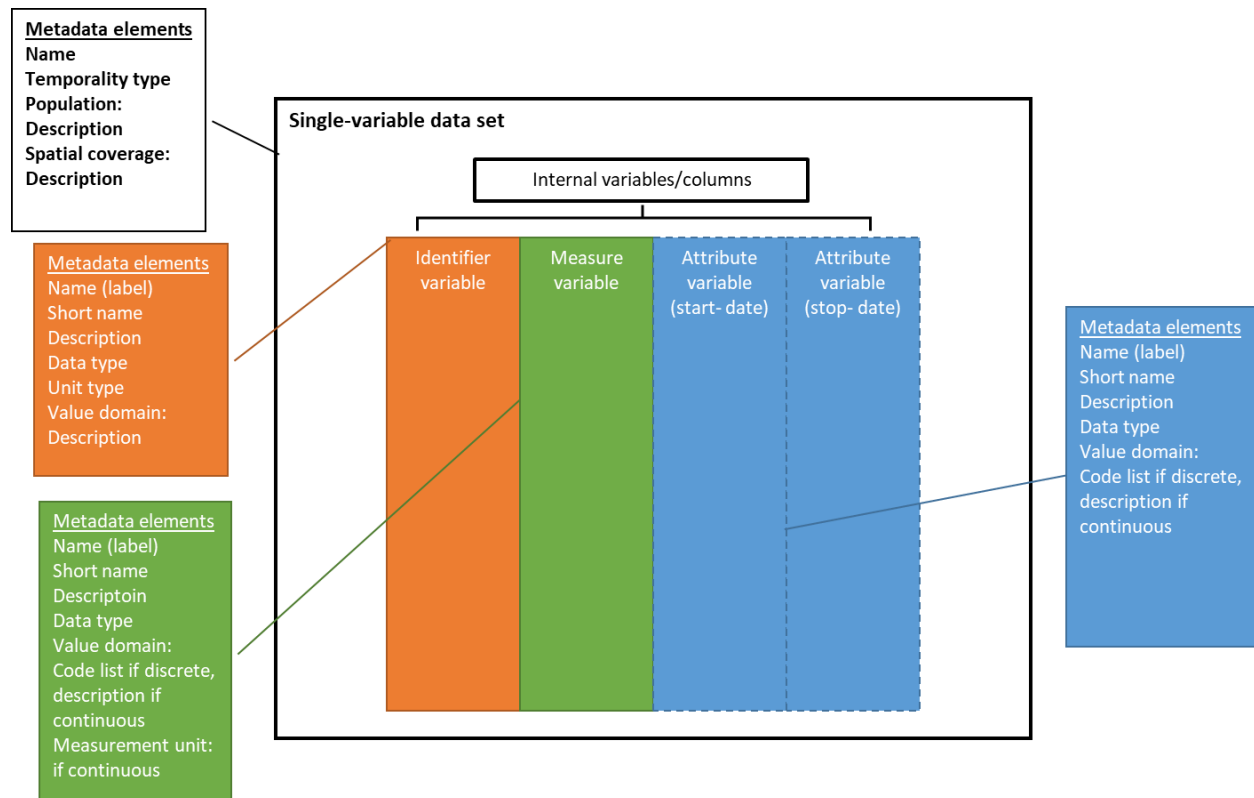 Metadata elements
Name
Temporality type
Population:
Description
Spatial coverage:
Description
Single-variable data set
Internal variables/columns
Identifier
variable
Measure
variable
Attribute
variable
(start- date)
Attribute
variable
(stop- date)
Metadata elements
Name (label)
Short name
Description
Data type
Unit type
Value domain:
Description
Metadata elements
Name (label)
Short name
Descriptoin
Data type
Value domain:
Code list if discrete,
description if
continuous
Measurement unit:
if continuous
Metadata elements
Name (label)
Short name
Description
Data type
Value domain:
Code list if discrete,
description if
continuous